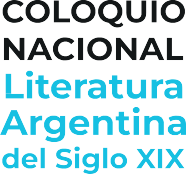 COLOQUIO
NACIONAL
Literatura
Argentina
del Siglo XIX